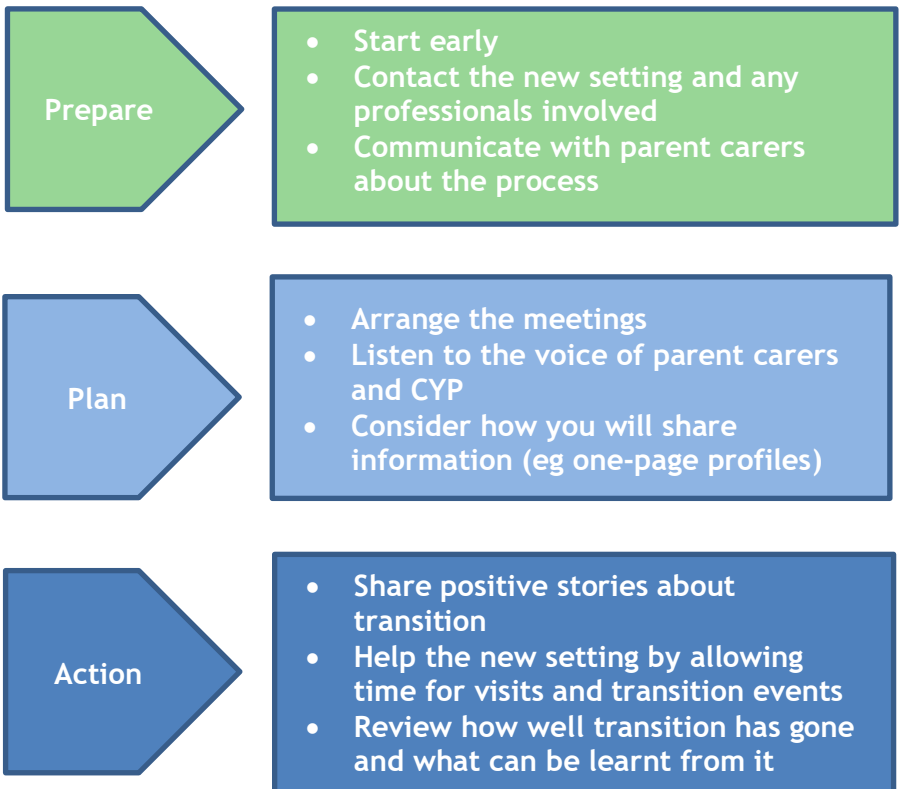 Prepare
• Start early
• Contact the new setting and any
professionals involved
• Communicate with parent carers
about the process
Plan
• Arrange the meetings
• Listen to the voice of parent carers
and CYP
• Consider how you will share
information (eg one-page profiles)
Action
• Share positive stories about
transition
• Help the new setting by allowing
time for visits and transition events
• Review how well transition has gone
and what can be learnt from it